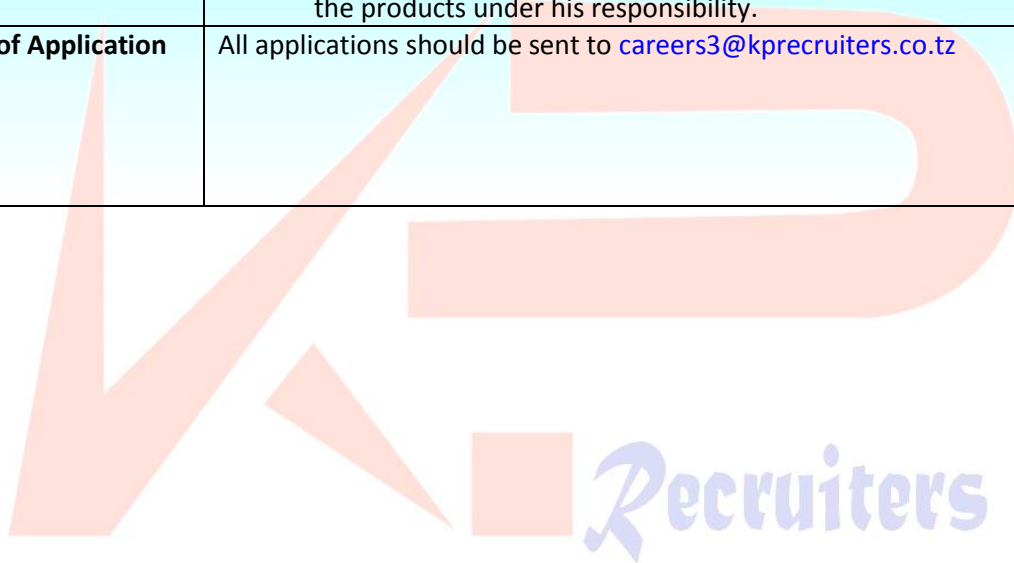 the products under his responsibility.
of Application
All applications should be sent to careers3@kprecruiters.co.tz
K.P
Recruiters